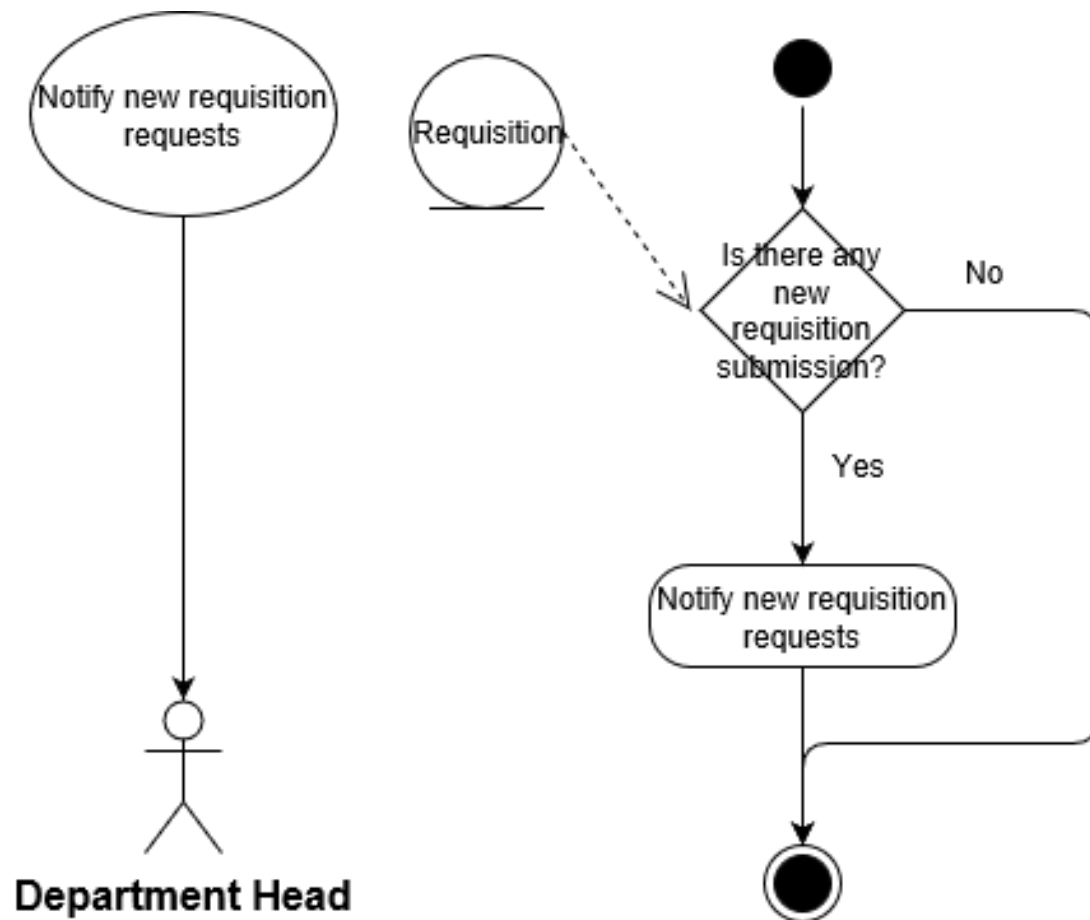 Notify new requisition
requests
Requisition
Is there any
new
requisition
submission?
No
Yes
Notify new requisition
requests
Department Head